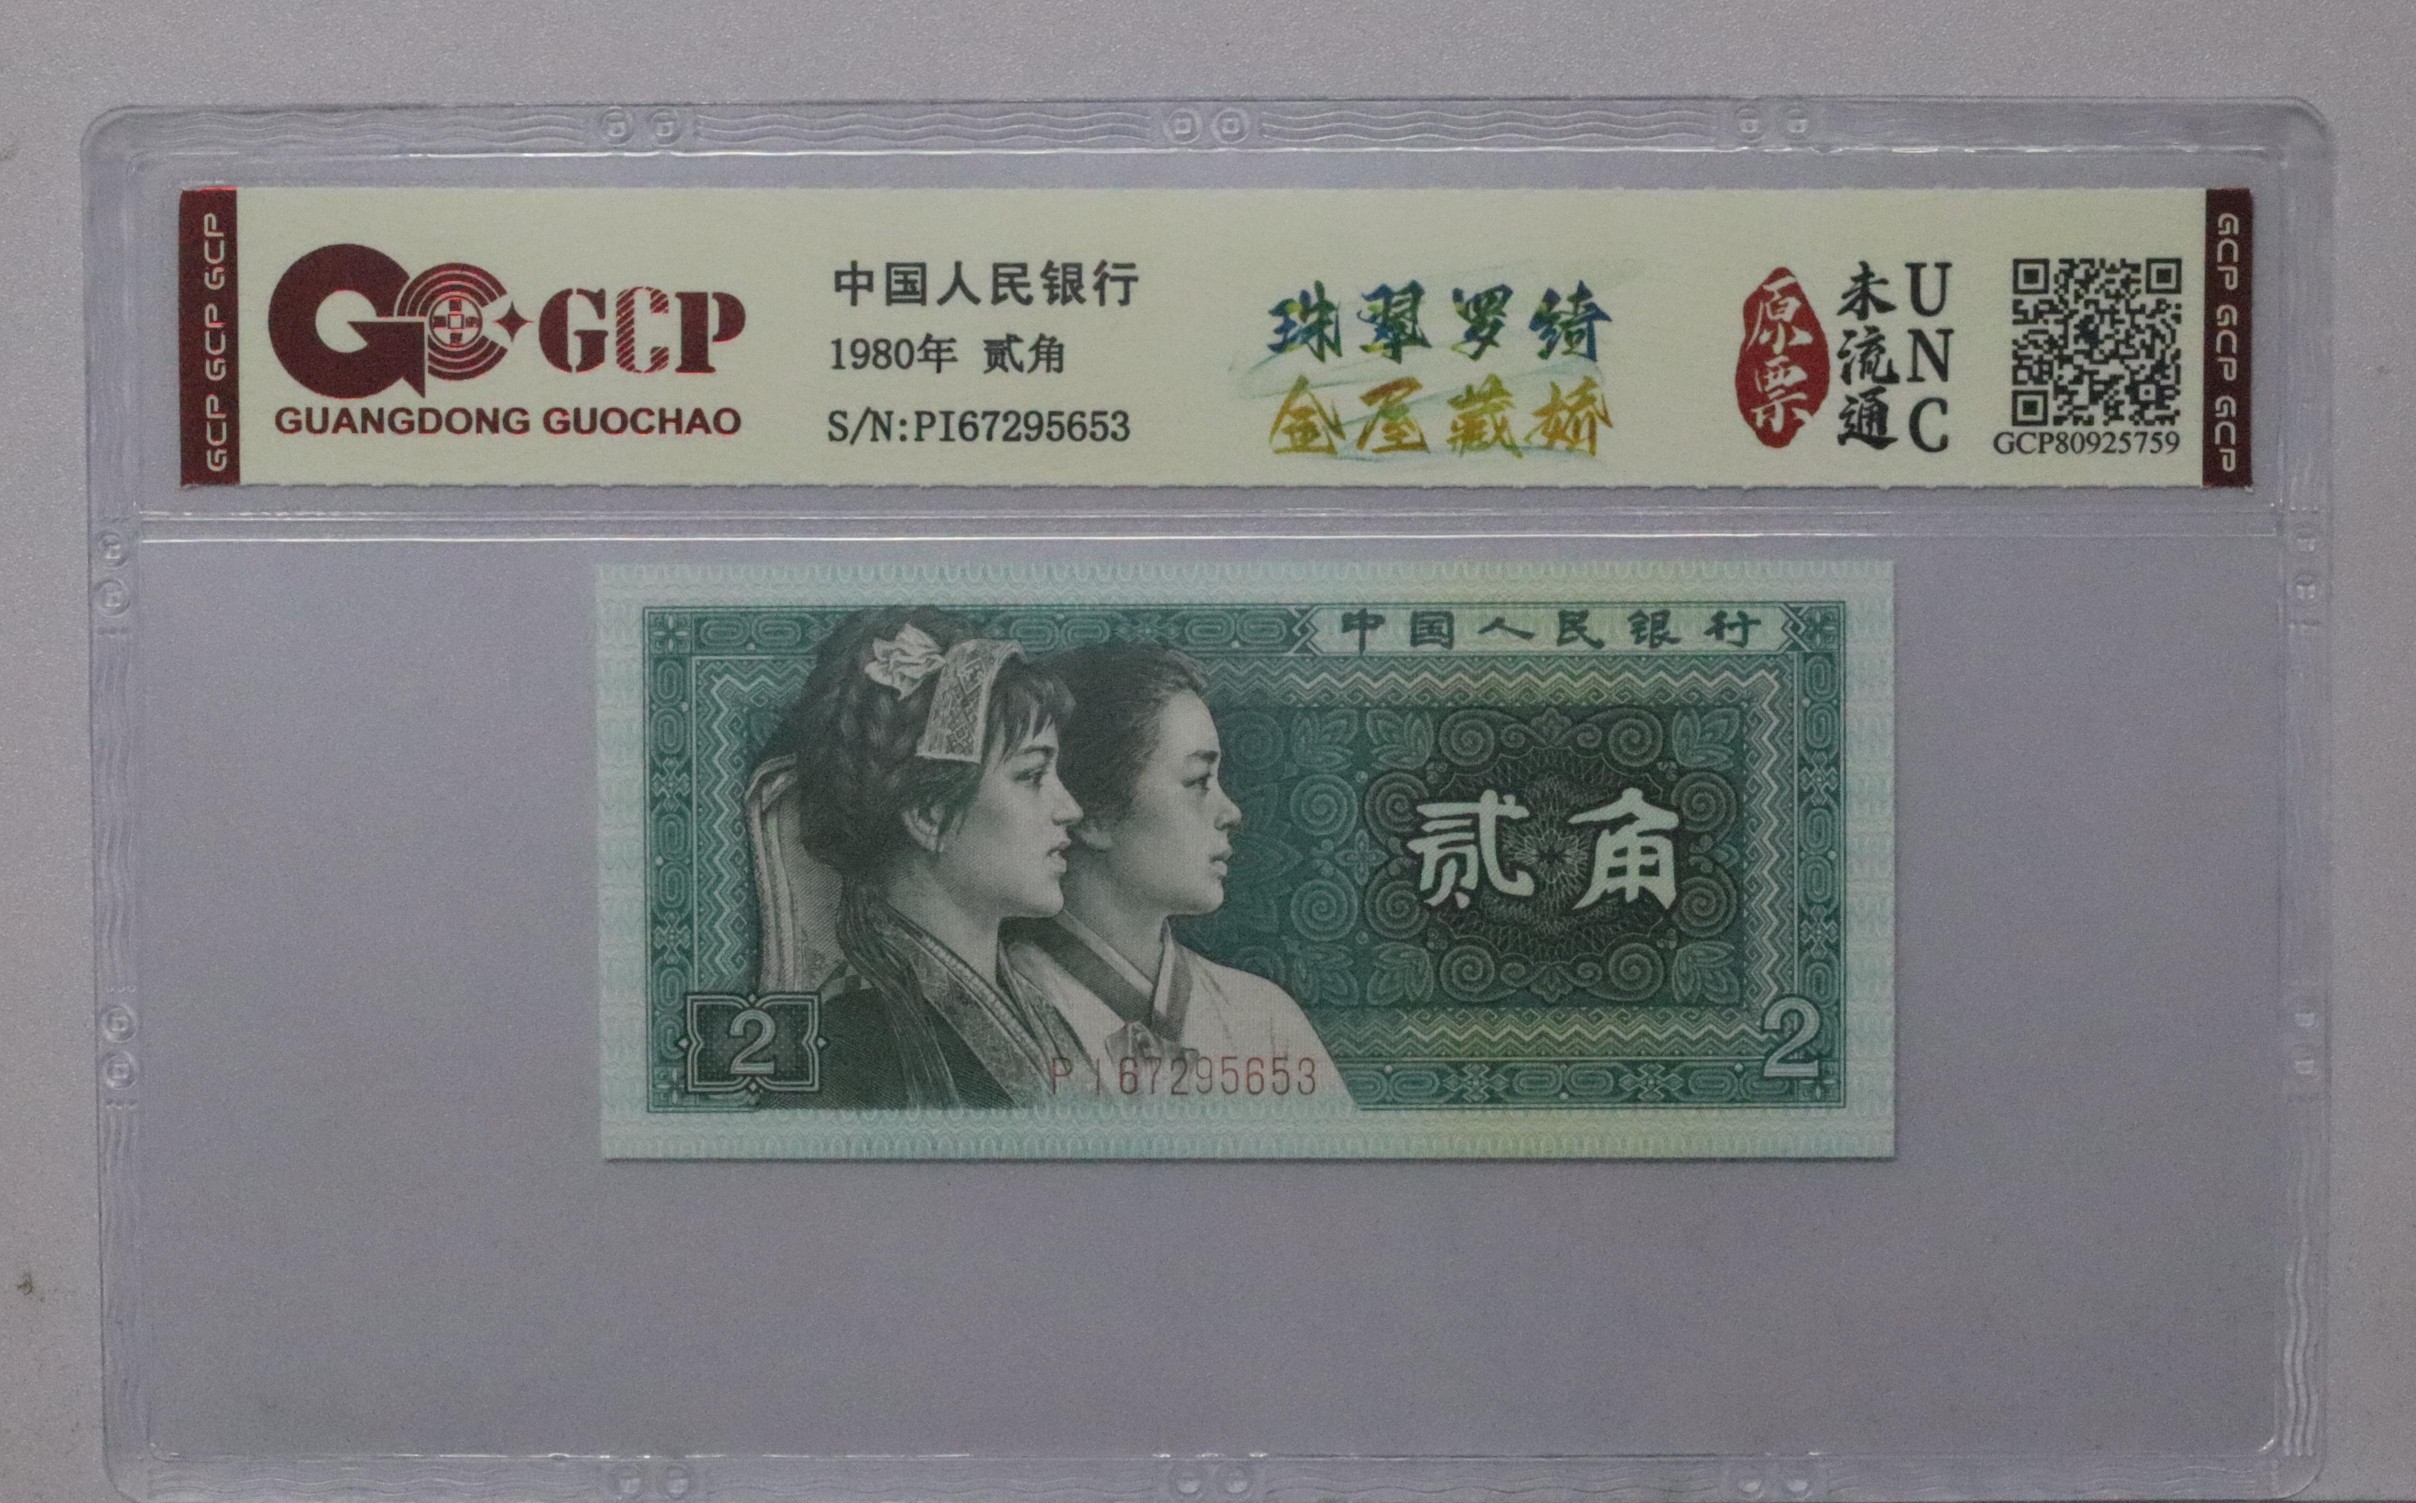 GCP GCP GCP
GCP
GUANGDONG GUOCHAO
中国人民银行
1980年 贰角
S/N:PI67295653
珠翠罗绮
金屋藏娇
原票
未流通
UNC
GCP80925759
GCP GCP GCP
中国人民银行
贰角
2
2
PI67295653